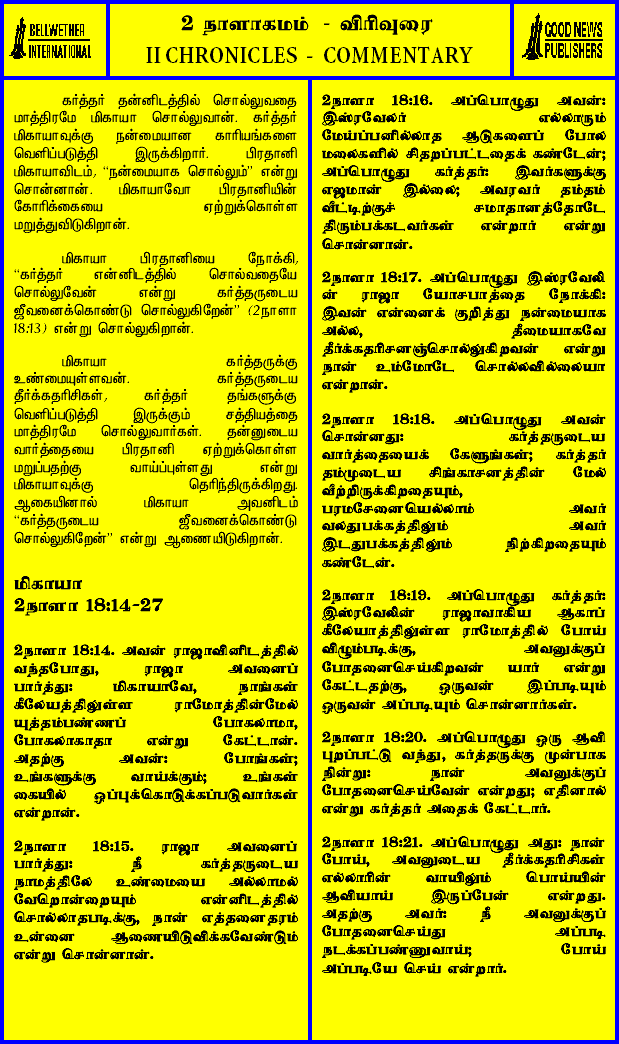 BELLWETHER
INTERNATIONAL
2 நாளாகமம் - விரிவுரை
II CHRONICLES - COMMENTARY
GOOD NEWS
PUBLISHERS
கர்த்தர் தன்னிடத்தில் சொல்லுவதை
மாத்திரமே மிகாயா சொல்லுவான். கர்த்தர்
மிகாயாவுக்கு நன்மையான காரியங்களை
வெளிப்படுத்தி இருக்கிறார். பிரதானி
மிகாயாவிடம், “நன்மையாக சொல்லும்” என்று
சொன்னான். மிகாயாவோ பிரதானியின்
கோரிக்கையை ஏற்றுக்கொள்ள
மறுத்துவிடுகிறான்.
மிகாயா பிரதானியை நோக்கி,
“கர்த்தர் என்னிடத்தில் சொல்வதையே
சொல்லுவேன் என்று கர்த்தருடைய
ஜீவனைக்கொண்டு சொல்லுகிறேன்” (2நாளா
18:13) என்று சொல்லுகிறான்.
மிகாயா கர்த்தருக்கு
உண்மையுள்ளவன். கர்த்தருடைய
தீர்க்கதரிசிகள், கர்த்தர் தங்களுக்கு
வெளிப்படுத்தி இருக்கும் சத்தியத்தை
மாத்திரமே சொல்லுவார்கள். தன்னுடைய
வார்த்தையை பிரதானி ஏற்றுக்கொள்ள
மறுப்பதற்கு வாய்ப்புள்ளது என்று
மிகாயாவுக்கு தெரிந்திருக்கிறது.
ஆகையினால் மிகாயா அவனிடம்
“கர்த்தருடைய ஜீவனைக்கொண்டு
சொல்லுகிறேன்” என்று ஆணையிடுகிறான்.
மிகாயா
2நாளா 18:14-27
2நாளா 18:14. அவன் ராஜாவினிடத்தில்
வந்தபோது, ராஜா அவனைப்
பார்த்து: மிகாயாவே, நாங்கள்
கீலேயத்திலுள்ள ராமோத்தின்மேல்
யுத்தம்பண்ணப் போகலாமா,
போகலாகாதா என்று கேட்டான்.
அதற்கு அவன்: போங்கள்;
உங்களுக்கு வாய்க்கும்; உங்கள்
கையில் ஒப்புக்கொடுக்கப்படுவார்கள்
என்றான்.
2நாளா 18:15. ராஜா அவனைப்
பார்த்து: நீ கர்த்தருடைய
நாமத்திலே உண்மையை அல்லாமல்
வேறொன்றையும் என்னிடத்தில்
சொல்லாதபடிக்கு, நான் எத்தனைதரம்
உன்னை ஆணையிடுவிக்கவேண்டும்
என்று சொன்னான்.
2நாளா 18:16. அப்பொழுது அவன்:
இஸ்ரவேலர் எல்லாரும்
மேய்ப்பனில்லாத ஆடுகளைப் போல
மலைகளில் சிதறப்பட்டதைக் கண்டேன்;
அப்பொழுது கர்த்தர்: இவர்களுக்கு
எஜமான் இல்லை; அவரவர் தம்தம்
வீட்டிற்குச் சமாதானத்தோடே
திரும்பக்கடவர்கள் என்றார் என்று
சொன்னான்.
2நாளா 18:17. அப்பொழுது இஸ்ரவேலி
ன் ராஜா யோசபாத்தை நோக்கி:
இவன் என்னைக் குறித்து நன்மையாக
அல்ல, தீமையாகவே
தீர்க்கதரிசனஞ்சொல்லுகிறவன் என்று
நான் உம்மோடே சொல்லவில்லையா
என்றான்.
2நாளா 18:18. அப்பொழுது அவன்
சொன்னது: கர்த்தருடைய
வார்த்தையைக் கேளுங்கள்; கர்த்தர்
தம்முடைய சிங்காசனத்தின் மேல்
வீற்றிருக்கிறதையும்,
பரமசேனையெல்லாம் அவர்
வலதுபக்கத்திலும் அவர்
இடதுபக்கத்திலும் நிற்கிறதையும்
கண்டேன்.
2நாளா 18:19. அப்பொழுது கர்த்தர்:
இஸ்ரவேலின் ராஜாவாகிய ஆகாப்
கீலேயாத்திலுள்ள ராமோத்தில் போய்
விழும்படிக்கு, அவனுக்குப்
போதனைசெய்கிறவன் யார் என்று
கேட்டதற்கு, ஒருவன் இப்படியும்
ஒருவன் அப்படியும் சொன்னார்கள்.
2நாளா 18:20. அப்பொழுது ஒரு ஆவி
புறப்பட்டு வந்து, கர்த்தருக்கு முன்பாக
நின்று: நான் அவனுக்குப்
போதனைசெய்வேன் என்றது; எதினால்
என்று கர்த்தர் அதைக் கேட்டார்.
2நாளா 18:21. அப்பொழுது அது: நான்
போய், அவனுடைய தீர்க்கதரிசிகள்
எல்லாரின் வாயிலும் பொய்யின்
ஆவியாய் இருப்பேன் என்றது.
அதற்கு அவர்: நீ அவனுக்குப்
போதனைசெய்து அப்படி
நடக்கப்பண்ணுவாய்; போய்
அப்படியே செய் என்றார்.